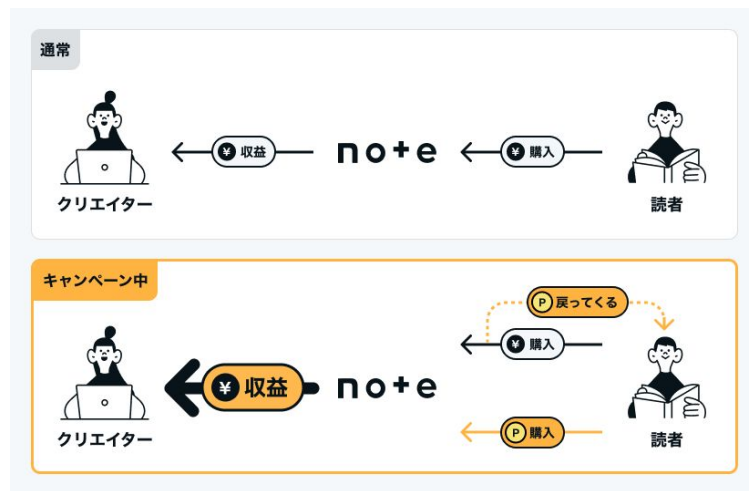 通常
¥ 収益
note
¥ 購入
クリエイター
読者
キャンペーン中
P 戻ってくる
¥ 購入
¥ 収益
note
P 購入
クリエイター
読者